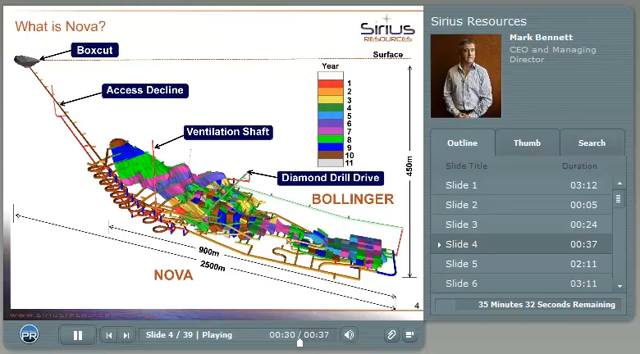 What is Nova?
SIRIUS
RESOURCES
Boxcut
Surface
Access Decline
Year
1
2
3
4
5
6
7
8
9
10
11
Ventilation Shaft
Diamond Drill Drive
450m
BOLLINGER
900m
2500m
NOVA
4
Sirius Resources
Mark Bennett
CEO and Managing
Director
Outline Thumb Search
Slide Title Duration
Slide 1 03:12
Slide 2 00:05
Slide 3 00:24
Slide 4 00:37
Slide 5 02:11
Slide 6 03:11
35 Minutes 32 Seconds Remaining
PR Slide 4 / 39 | Playing 00:30 / 00:37